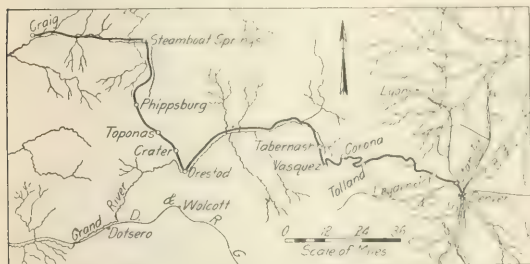 Craig
Steamboat Springs
Phippsburg
Toponas
Crater
Orestod
Tabernash
Vasquez
Corona
Tolland
Grand River
Dotsero
D. & R G
Wolcott
Lyons
0 12 24 36
Scale of Miles